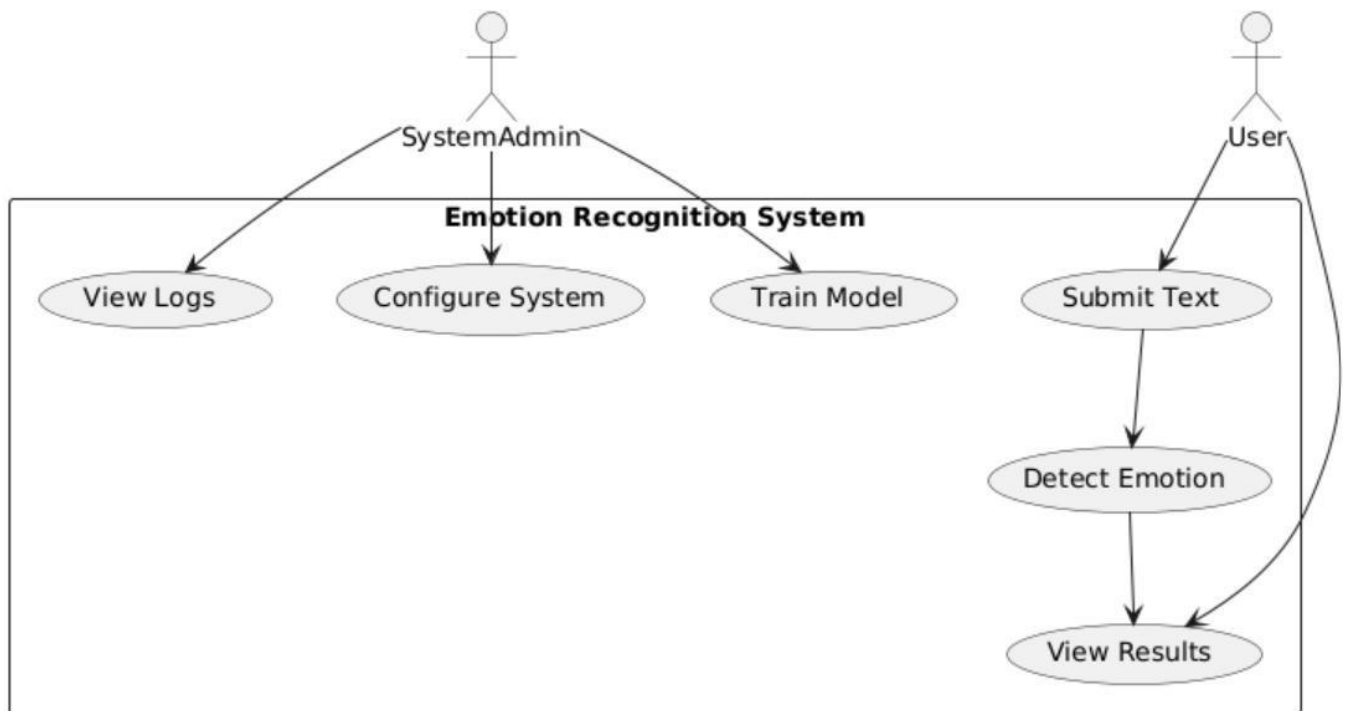 SystemAdmin
User
Emotion Recognition System
View Logs
Configure System
Train Model
Submit Text
Detect Emotion
View Results